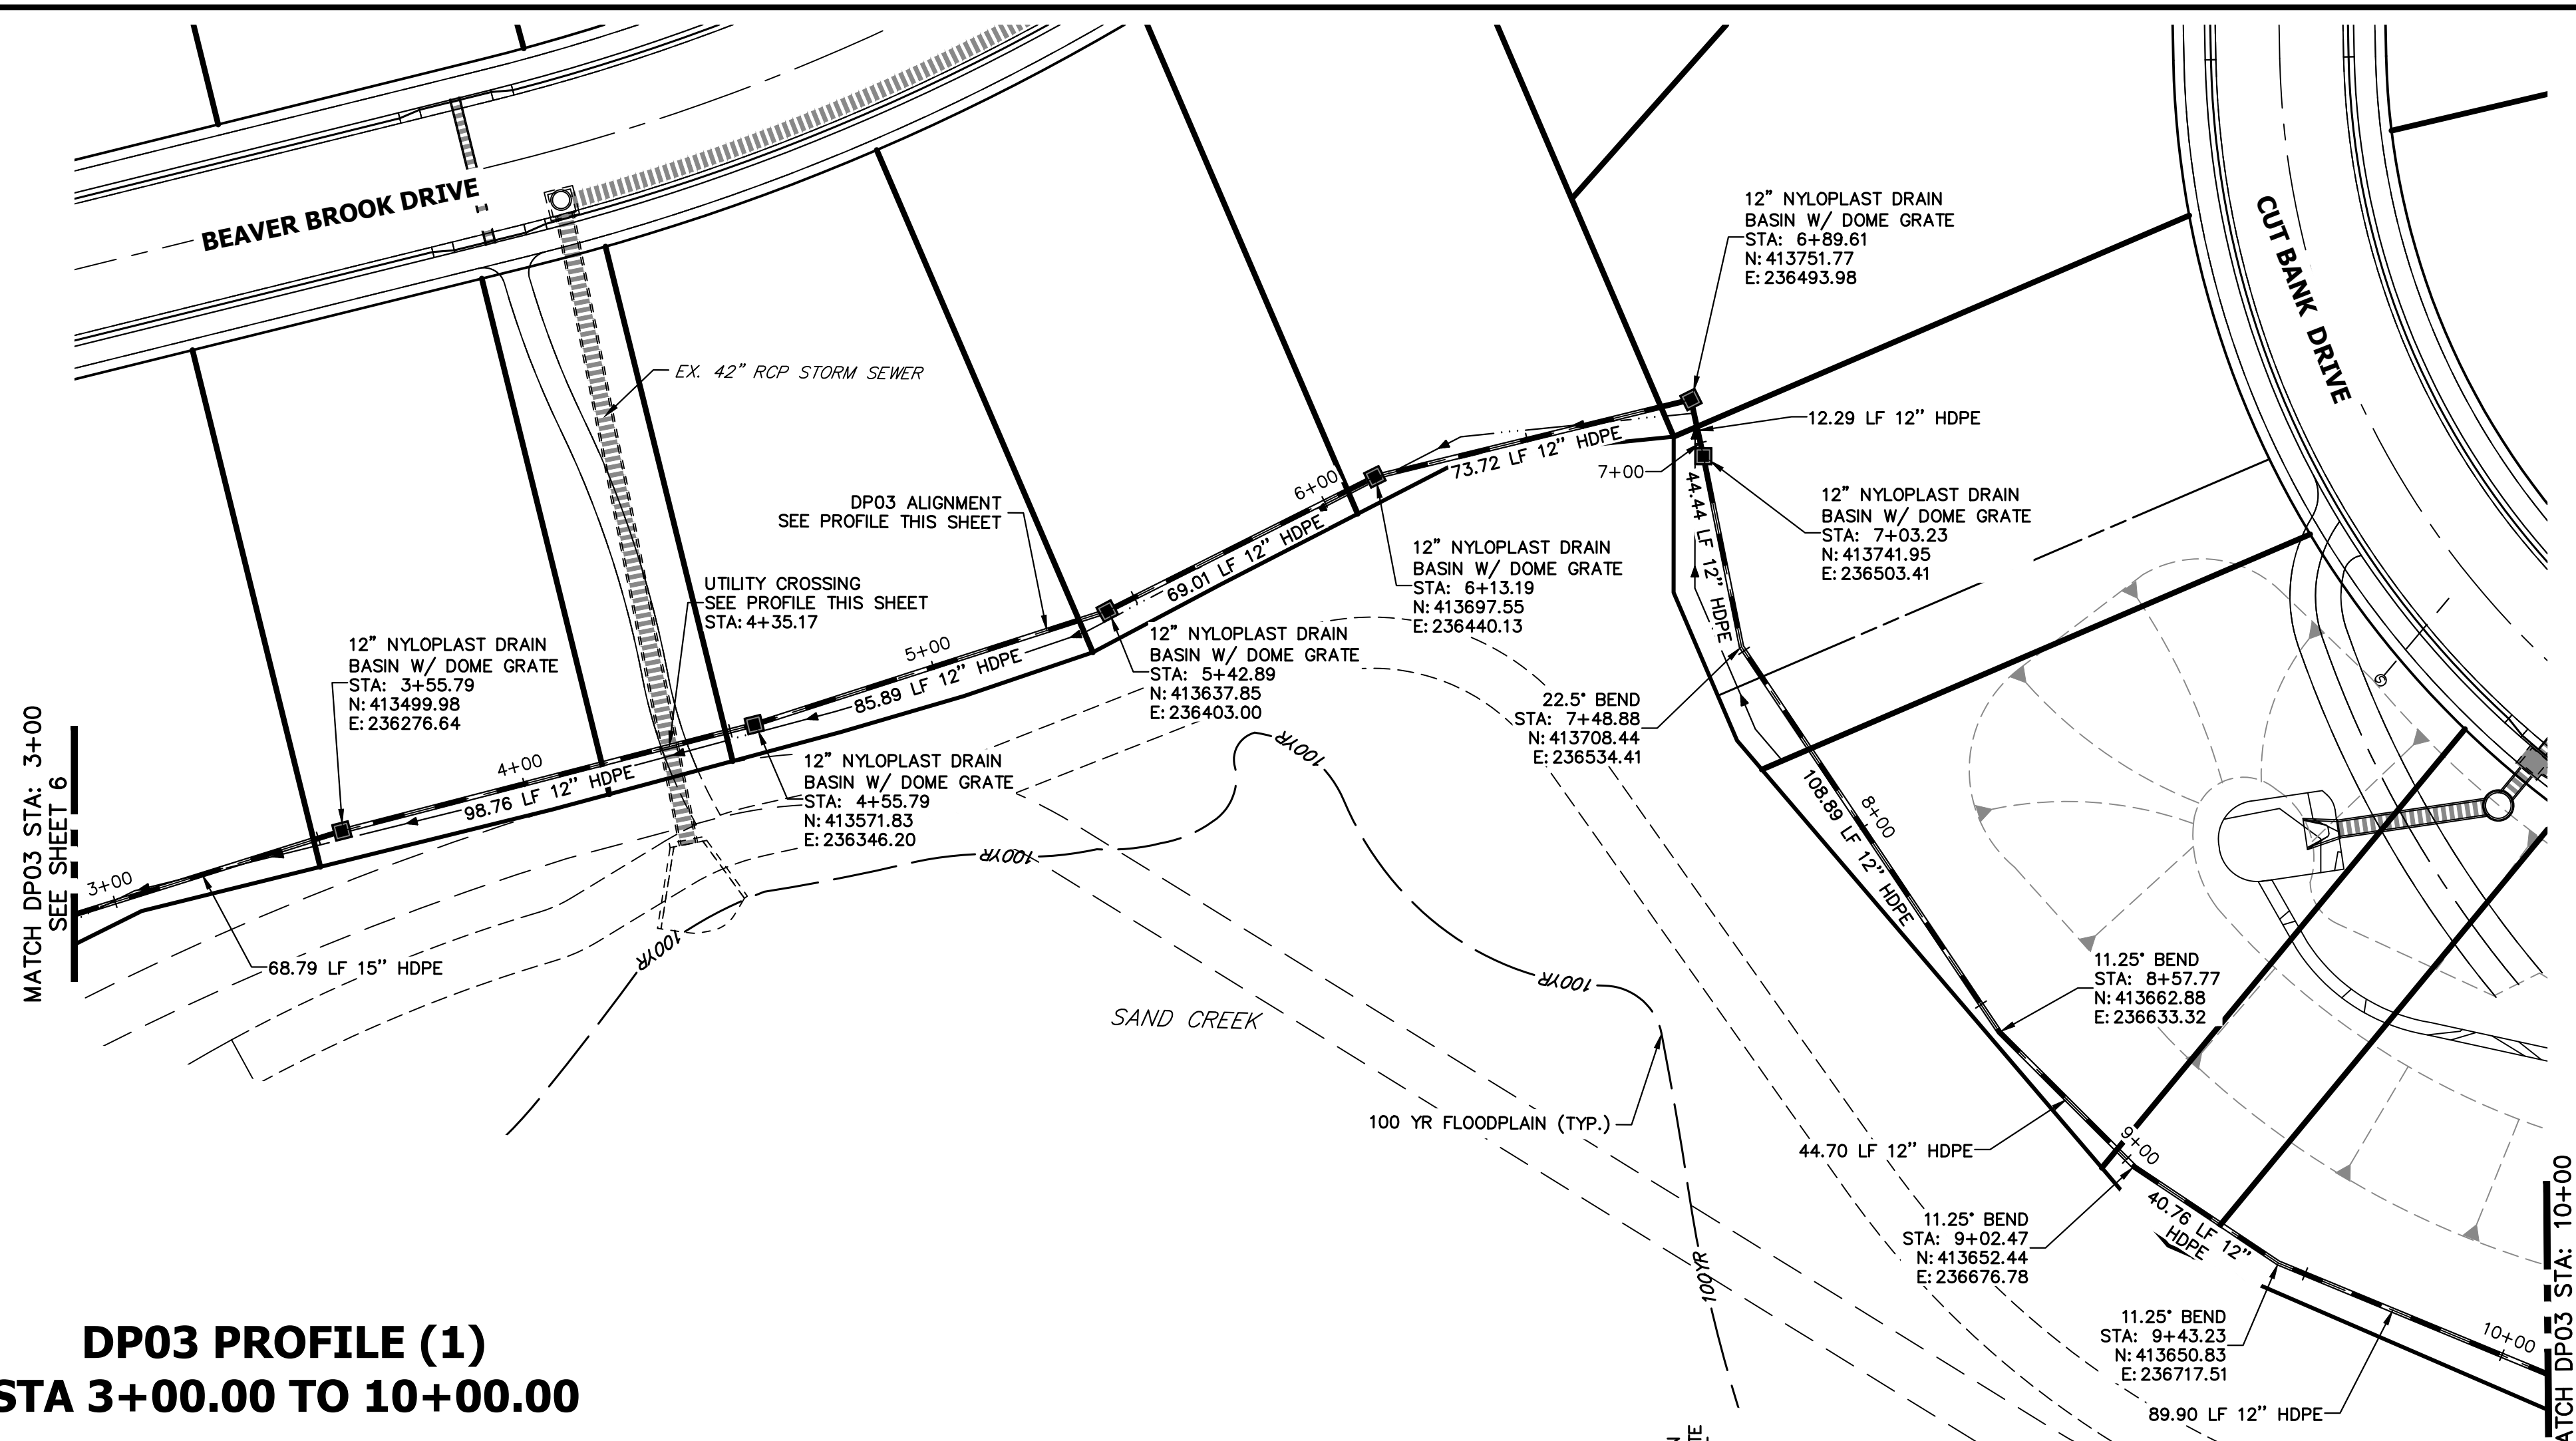 BEAVER BROOK DRIVE
CUT BANK DRIVE
12" NYLOPLAST DRAIN
BASIN W/ DOME GRATE
STA: 6+89.61
N: 413751.77
E: 236493.98
EX. 42" RCP STORM SEWER
12.29 LF 12" HDPE
73.72 LF 12" HDPE
7+00
44.44 LF 12" HDPE
12" NYLOPLAST DRAIN
BASIN W/ DOME GRATE
STA: 7+03.23
N: 413741.95
E: 236503.41
6+00
DP03 ALIGNMENT
SEE PROFILE THIS SHEET
69.01 LF 12" HDPE
12" NYLOPLAST DRAIN
BASIN W/ DOME GRATE
STA: 6+13.19
N: 413697.55
E: 236440.13
UTILITY CROSSING
SEE PROFILE THIS SHEET
STA: 4+35.17
5+00
85.89 LF 12" HDPE
12" NYLOPLAST DRAIN
BASIN W/ DOME GRATE
STA: 5+42.89
N: 413637.85
E: 236403.00
12" NYLOPLAST DRAIN
BASIN W/ DOME GRATE
STA: 3+55.79
N: 413499.98
E: 236276.64
22.5° BEND
STA: 7+48.88
N: 413708.44
E: 236534.41
S
MATCH DP03 STA: 3+00
SEE SHEET 6
4+00
98.76 LF 12" HDPE
12" NYLOPLAST DRAIN
BASIN W/ DOME GRATE
STA: 4+55.79
N: 413571.83
E: 236346.20
100YR
100YR
8+00
108.89 LF 12" HDPE
3+00
68.79 LF 15" HDPE
100YR
100YR
11.25° BEND
STA: 8+57.77
N: 413662.88
E: 236633.32
SAND CREEK
100 YR FLOODPLAIN (TYP.)
44.70 LF 12" HDPE
9+00
100YR
11.25° BEND
STA: 9+02.47
N: 413652.44
E: 236676.78
40.76 LF 12"
HDPE
11.25° BEND
STA: 9+43.23
N: 413650.83
E: 236717.51
10+00
89.90 LF 12" HDPE
ATCH DP03 STA: 10+00
DP03 PROFILE (1)
STA 3+00.00 TO 10+00.00
N
TE